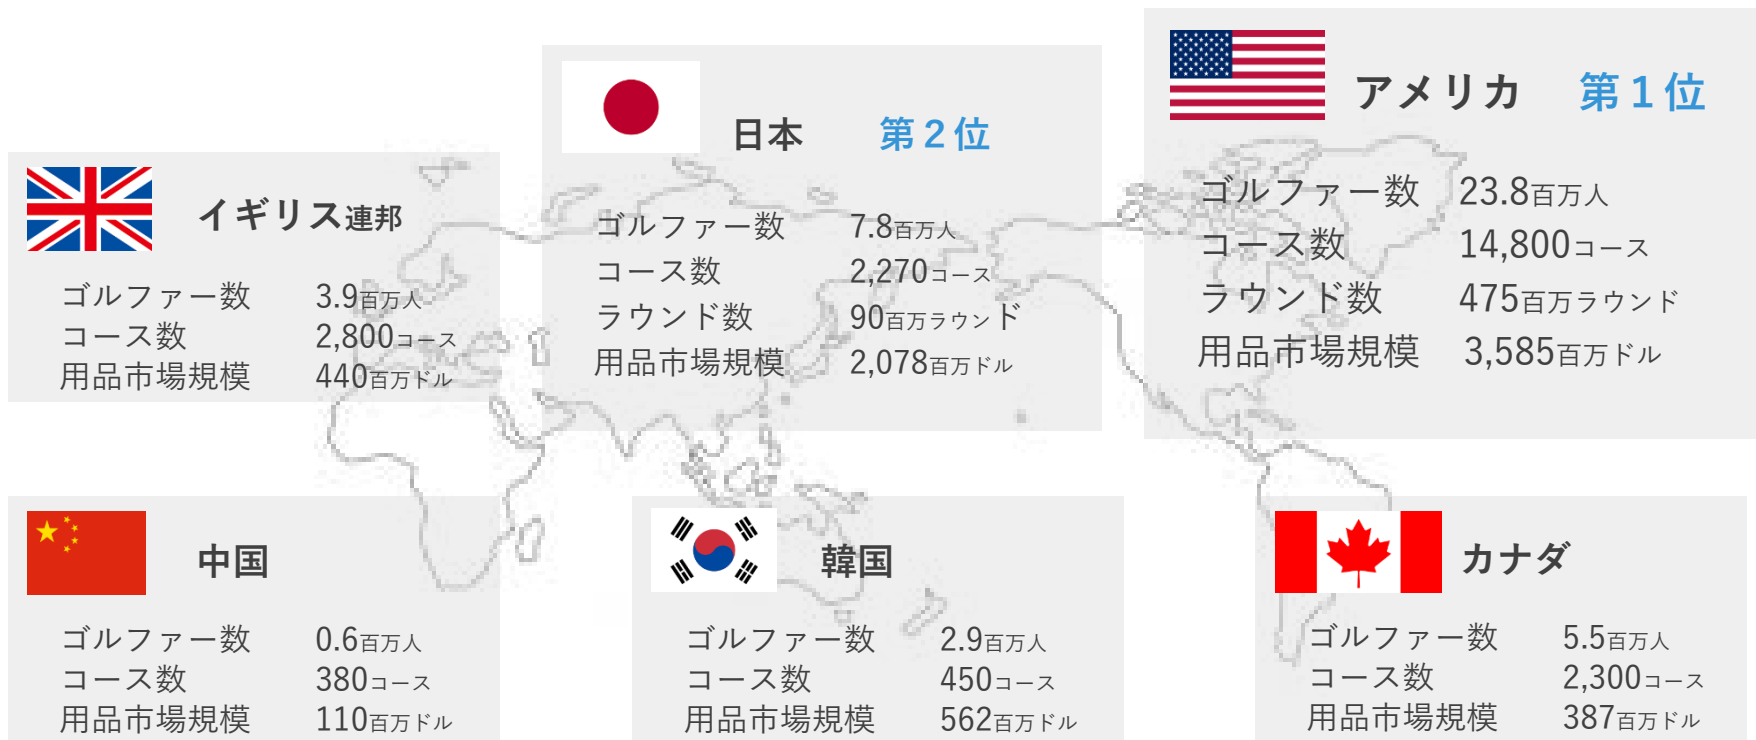 アメリカ 第1位
ゴルファー数 23.8百万人
コース数 14,800コース
ラウンド数 475百万ラウンド
用品市場規模 3,585百万ドル
日本 第2位
ゴルファー数 7.8百万人
コース数 2,270コース
ラウンド数 90百万ラウンド
用品市場規模 2,078百万ドル
イギリス連邦
ゴルファー数 3.9百万人
コース数 2,800コース
用品市場規模 440百万ドル
中国
ゴルファー数 0.6百万人
コース数 380コース
用品市場規模 110百万ドル
韓国
ゴルファー数 2.9百万人
コース数 450コース
用品市場規模 562百万ドル
カナダ
ゴルファー数 5.5百万人
コース数 2,300コース
用品市場規模 387百万ドル